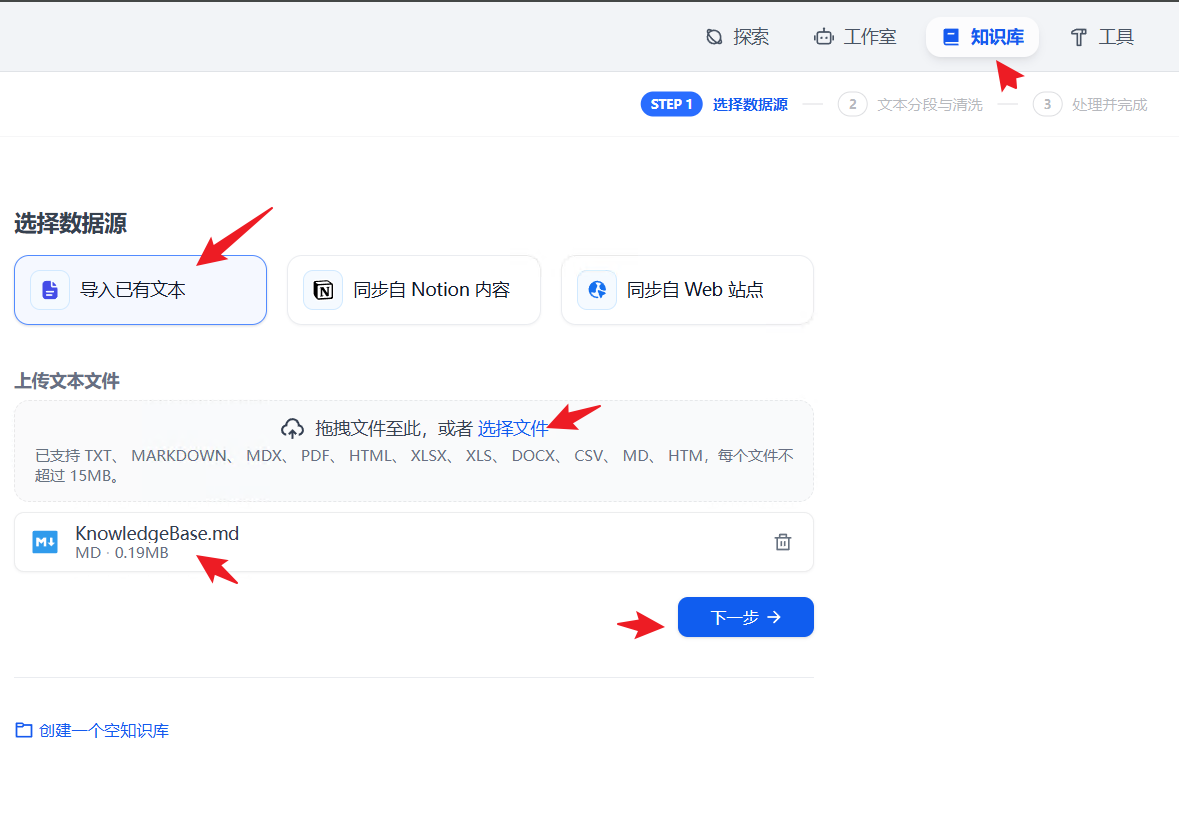 探索 工作室 知识库 工具
STEP 1 选择数据源 2 文本分段与清洗 3 处理并完成
选择数据源
导入已有文本 同步自 Notion 内容 同步自 Web 站点
上传文本文件
拖拽文件至此，或者 选择文件
已支持 TXT、 MARKDOWN、 MDX、 PDF、 HTML、 XLSX、 XLS、 DOCX、 CSV、 MD、 HTM，每个文件不
超过 15MB。
KnowledgeBase.md
MD · 0.19MB
下一步
创建一个空知识库